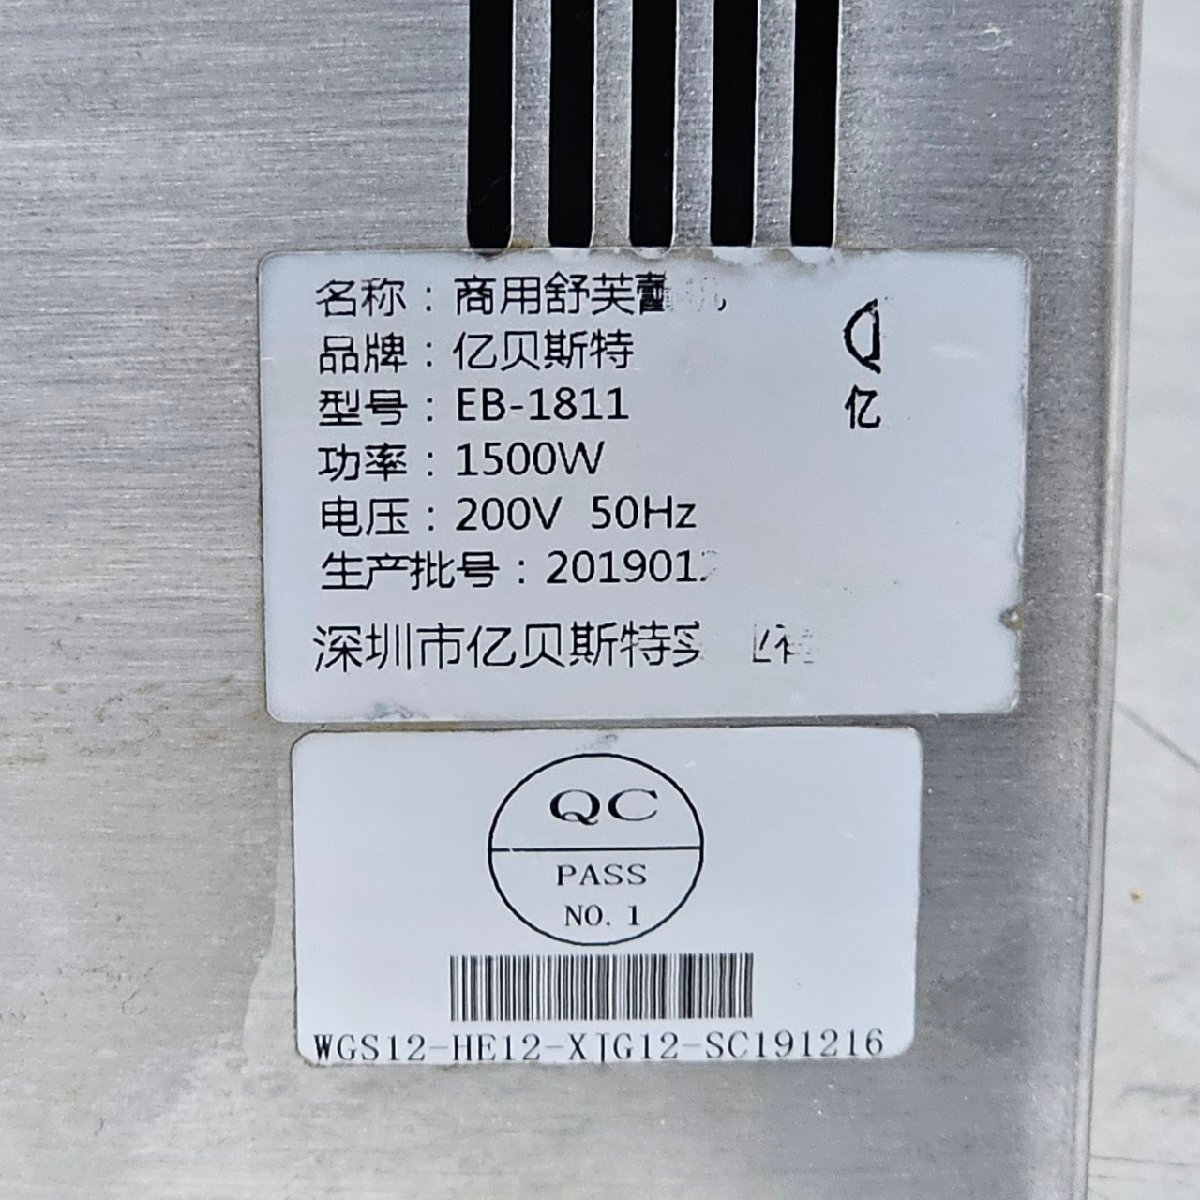 名称：商用舒芙蕾机
品牌：亿贝斯特
亿
型号：EB-1811
功率：1500W
电压：200V 50Hz
生产批号：201901
深圳市亿贝斯特实
QC
PASS
NO. 1
WGS12-HE12-XJG12-SC191216